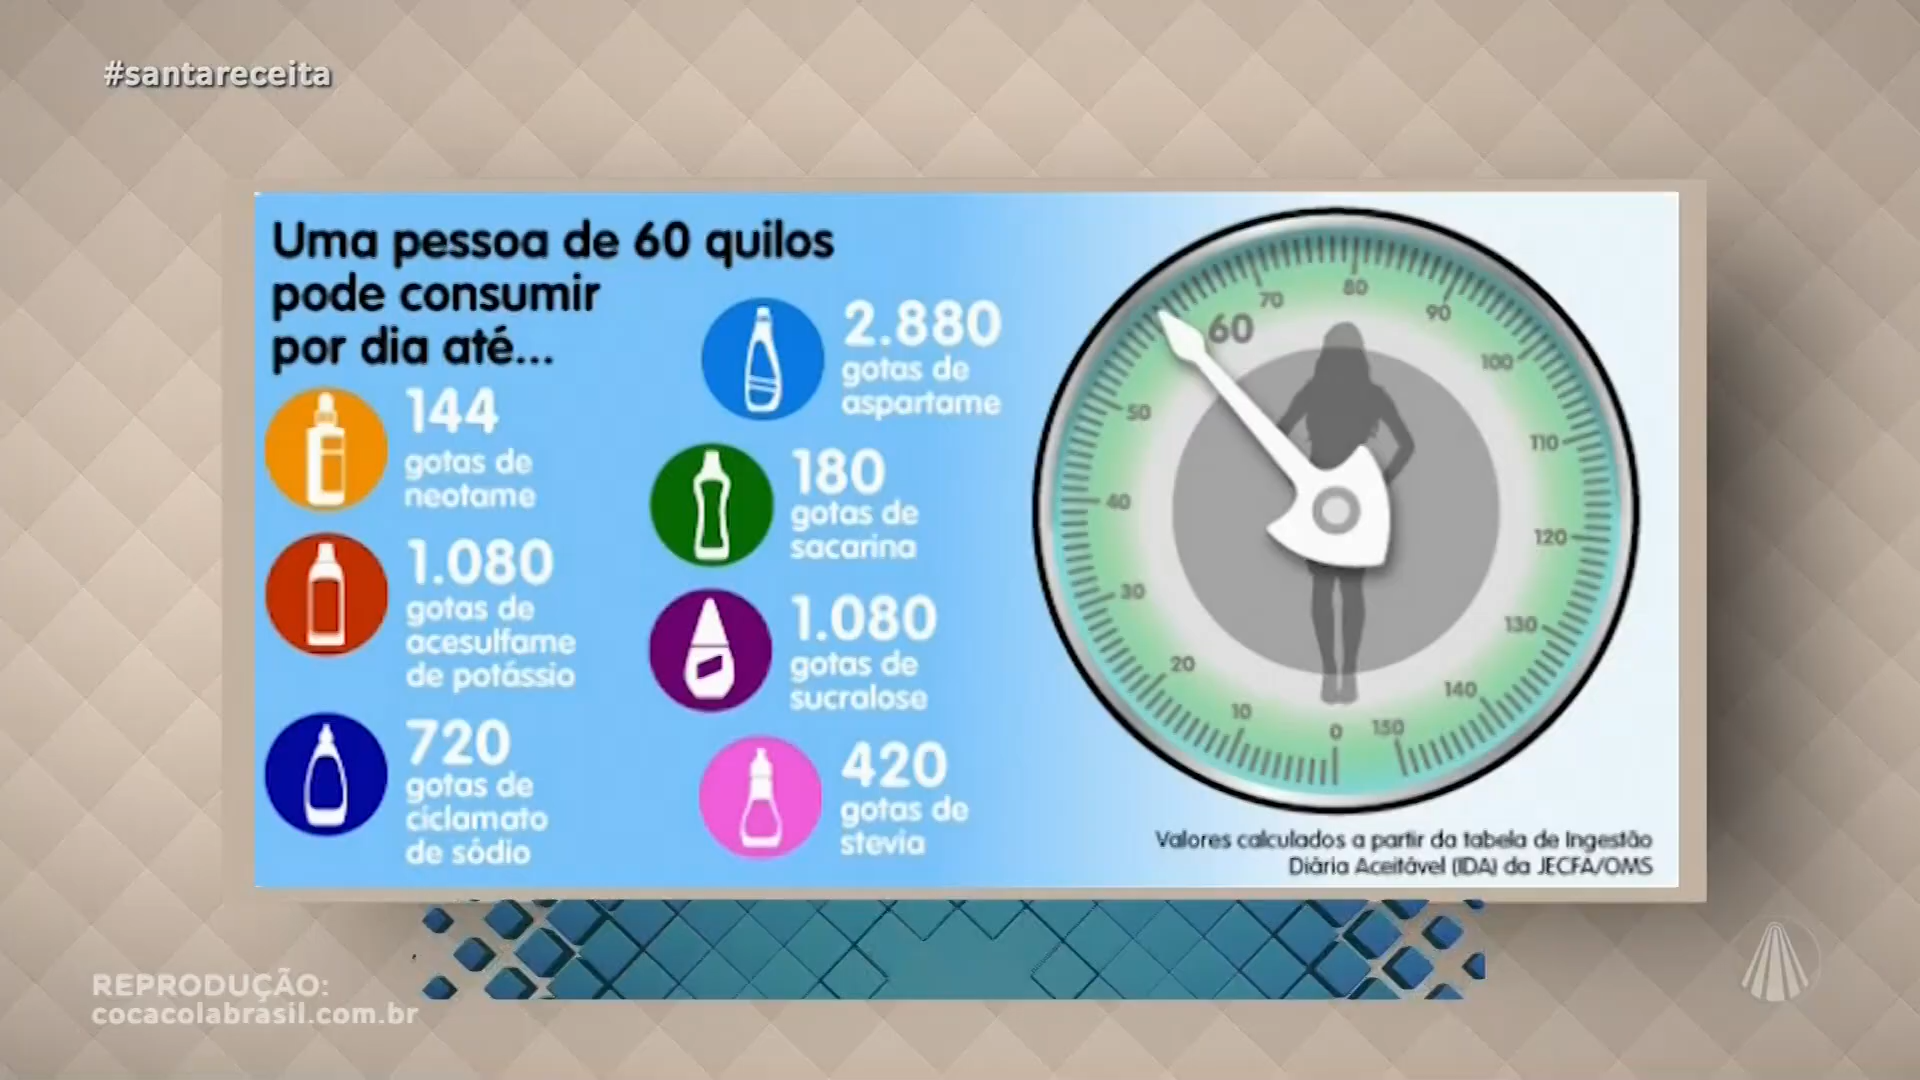 #santareceita
Uma pessoa de 60 quilos
pode consumir
por dia até...
144
gotas de
neotame
1.080
gotas de
acesulfame
de potássio
720
gotas de
ciclamato
de sódio
2.880
gotas de
aspartame
180
gotas de
sacarina
1.080
gotas de
sucralose
420
gotas de
stevia
0
10
20
30
40
50
60
70
80
90
100
110
120
130
140
150
Valores calculados a partir da tabela de Ingestão
Diária Aceitável (IDA) da JECFA/OMS
REPRODUÇÃO:
cocacolabrasil.com.br